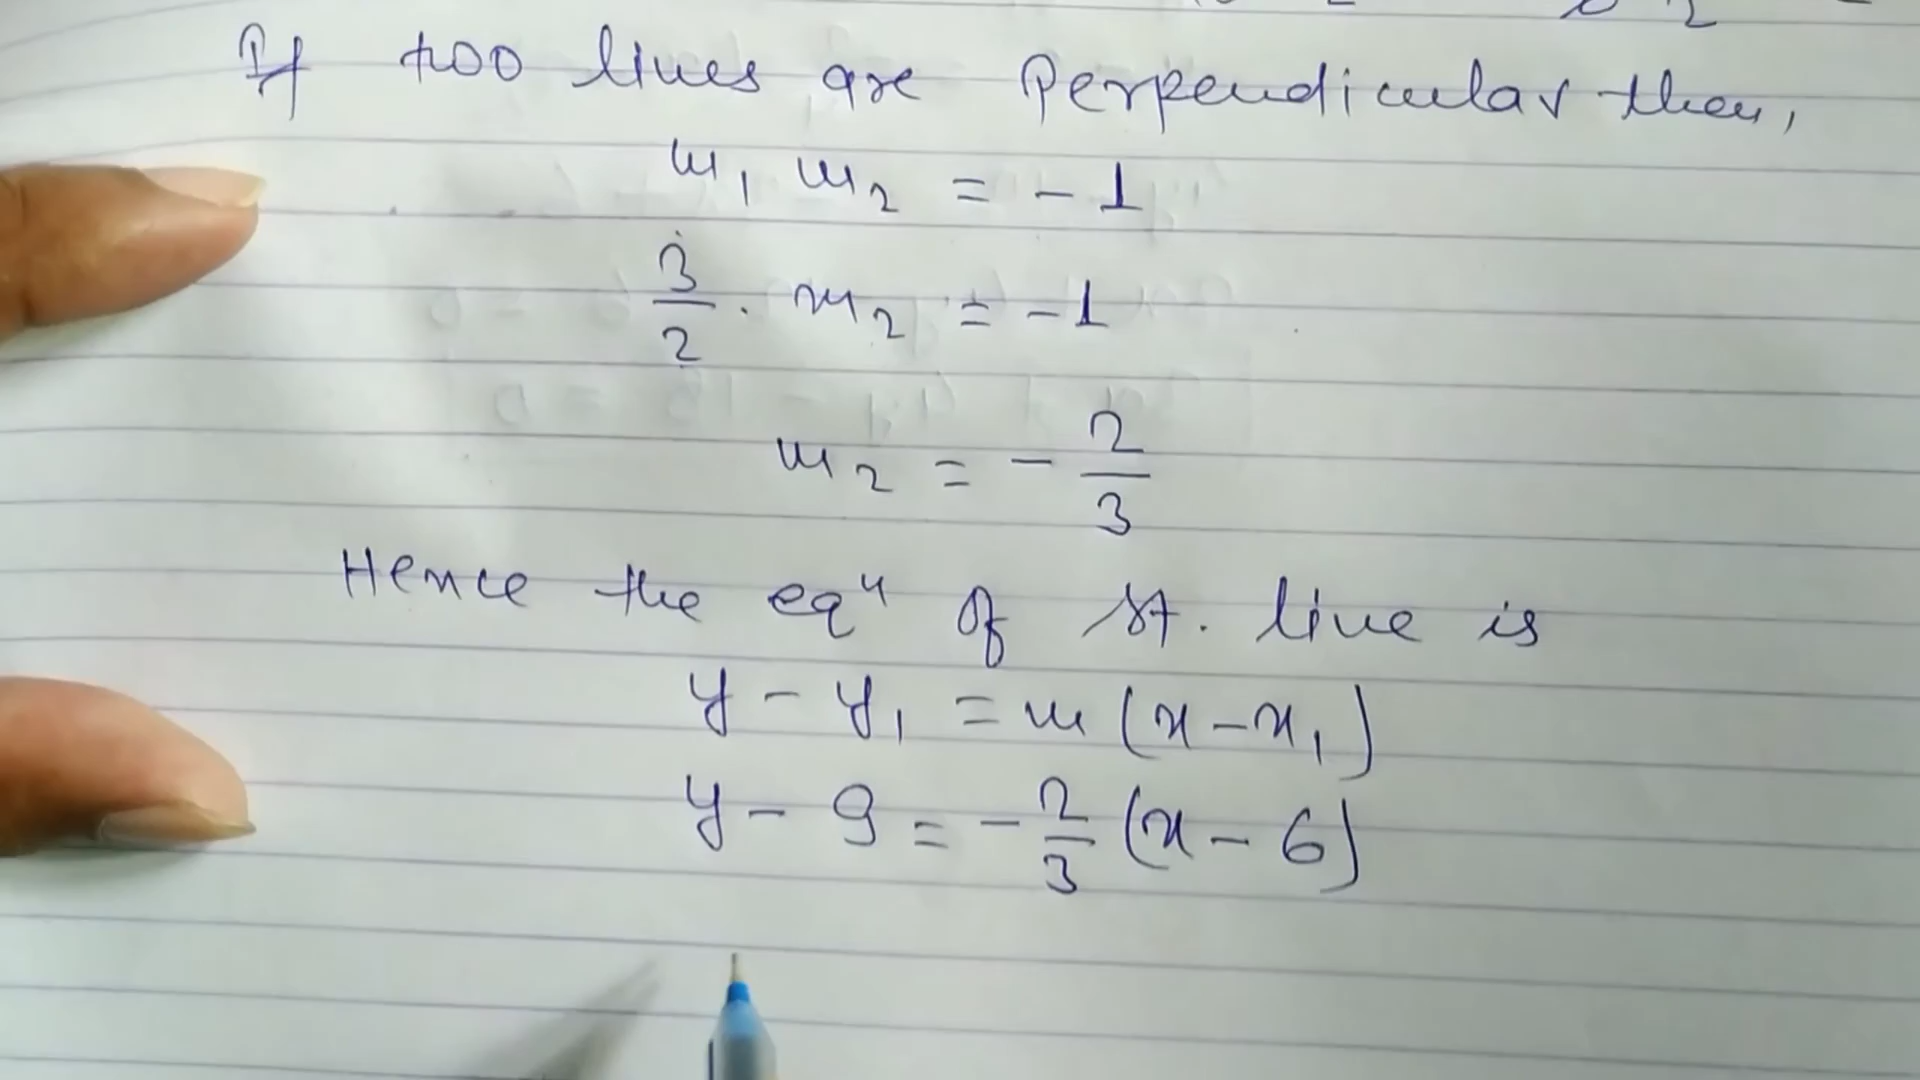 If two lines are Perpendicular then,
m₁ m₂ = - 1
3/2 . m₂ = - 1
m₂ = - 2/3
Hence the eqⁿ of st. line is
y - y₁ = m (x - x₁)
y - 9 = - 2/3 (x - 6)